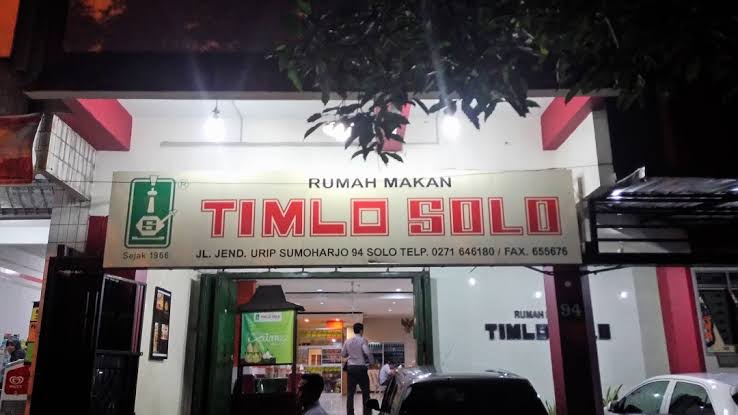 RUMAH MAKAN
TIMLO SOLO
®
S
Sejak 1966
JL. JEND. URIP SUMOHARJO 94 SOLO TELP. 0271 646180 / FAX. 655676
RUMAH
94
TIMLO SOLO